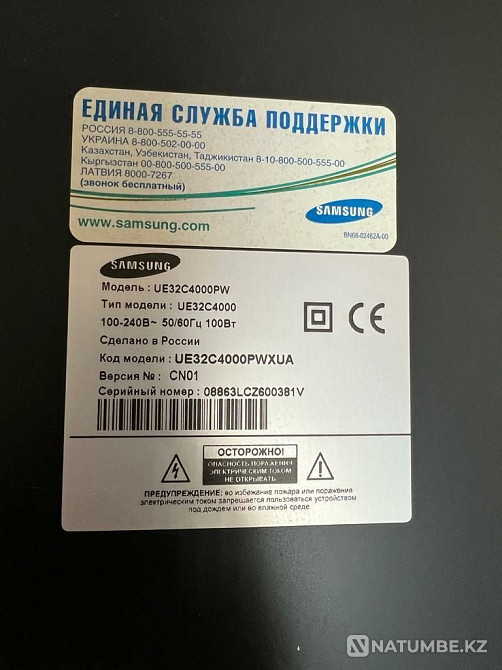 ЕДИНАЯ СЛУЖБА ПОДДЕРЖКИ
РОССИЯ 8-800-555-55-55
УКРАИНА 8-800-502-00-00
Казахстан, Узбекистан, Таджикистан 8-10-800-500-555-00
Кыргызстан 00-800-500-555-00
ЛАТВИЯ 8000-7267
(звонок бесплатный)
www.samsung.com
SAMSUNG
BN68-02462A-00
SAMSUNG
Модель : UE32C4000PW
Тип модели : UE32C4000
100-240В~ 50/60Гц 100Вт
Сделано в России
Код модели : UE32C4000PWXUA
Версия № : CN01
Серийный номер : 08863LCZ600381V
CE
ОСТОРОЖНО!
ОПАСНОСТЬ ПОРАЖЕНИЯ
ЭЛЕКТРИЧЕСКИМ ТОКОМ
НЕ ОТКРЫВАТЬ
ПРЕДУПРЕЖДЕНИЕ: во избежание пожара или поражения
электрическим током запрещается пользоваться устройством
под дождем или во влажной среде.
NATUMBE.KZ